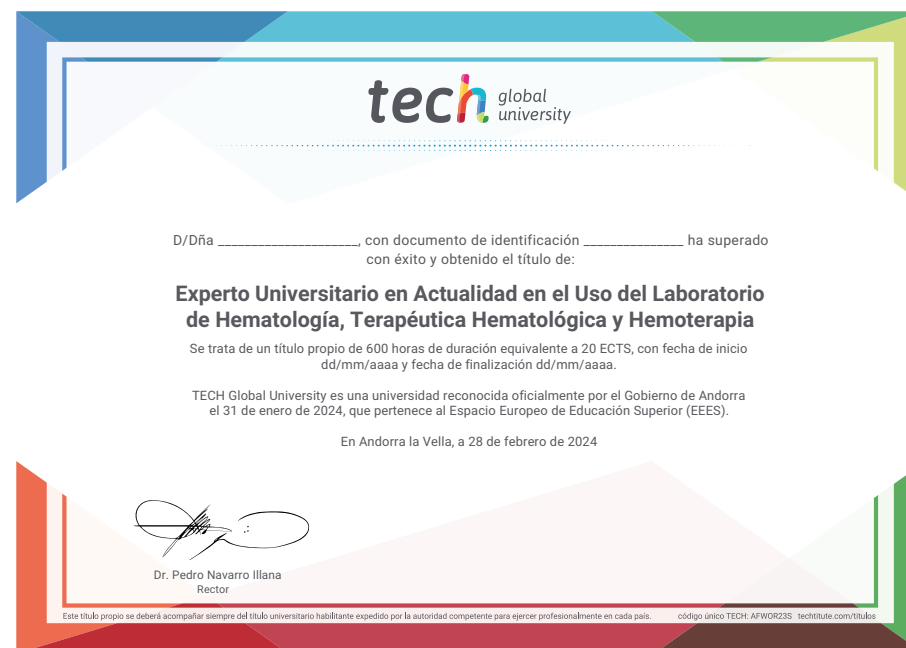 tech global university
D/Dña _____________________, con documento de identificación _______________ ha superado
con éxito y obtenido el título de:
Experto Universitario en Actualidad en el Uso del Laboratorio
de Hematología, Terapéutica Hematológica y Hemoterapia
Se trata de un título propio de 600 horas de duración equivalente a 20 ECTS, con fecha de inicio
dd/mm/aaaa y fecha de finalización dd/mm/aaaa.
TECH Global University es una universidad reconocida oficialmente por el Gobierno de Andorra
el 31 de enero de 2024, que pertenece al Espacio Europeo de Educación Superior (EEES).
En Andorra la Vella, a 28 de febrero de 2024
Dr. Pedro Navarro Illana
Rector
Este título propio se deberá acompañar siempre del título universitario habilitante expedido por la autoridad competente para ejercer profesionalmente en cada país. código único TECH: AFWOR23S techtitute.com/titulos